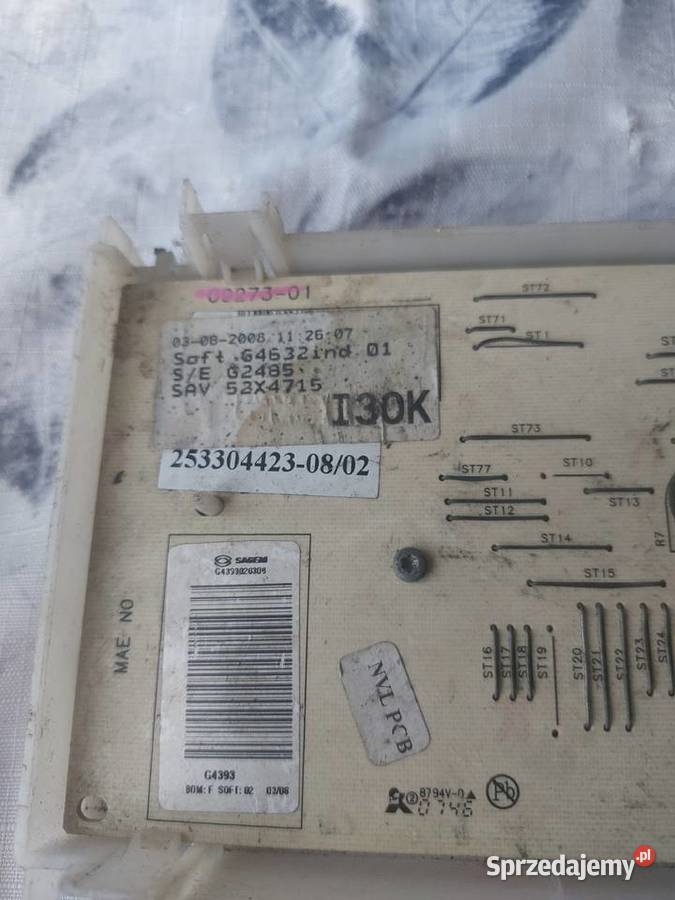 09273-01
ST72
03-08-2008 11:26:07
Soft G4632ind 01
S/E G2485
SAV 52X4715
I30K
ST71
ST1
ST73
253304423-08/02
ST77
ST10
ST11
ST13
ST12
ST14
R7
ST15
SAGEM
MAE NO
ST16
ST17
ST18
ST19
ST20
ST21
ST22
ST23
ST24
NVL PCB
G4393
BOM:F SOFT:02 03/08
8794V-0
0746
Pb
Sprzedajemy.pl